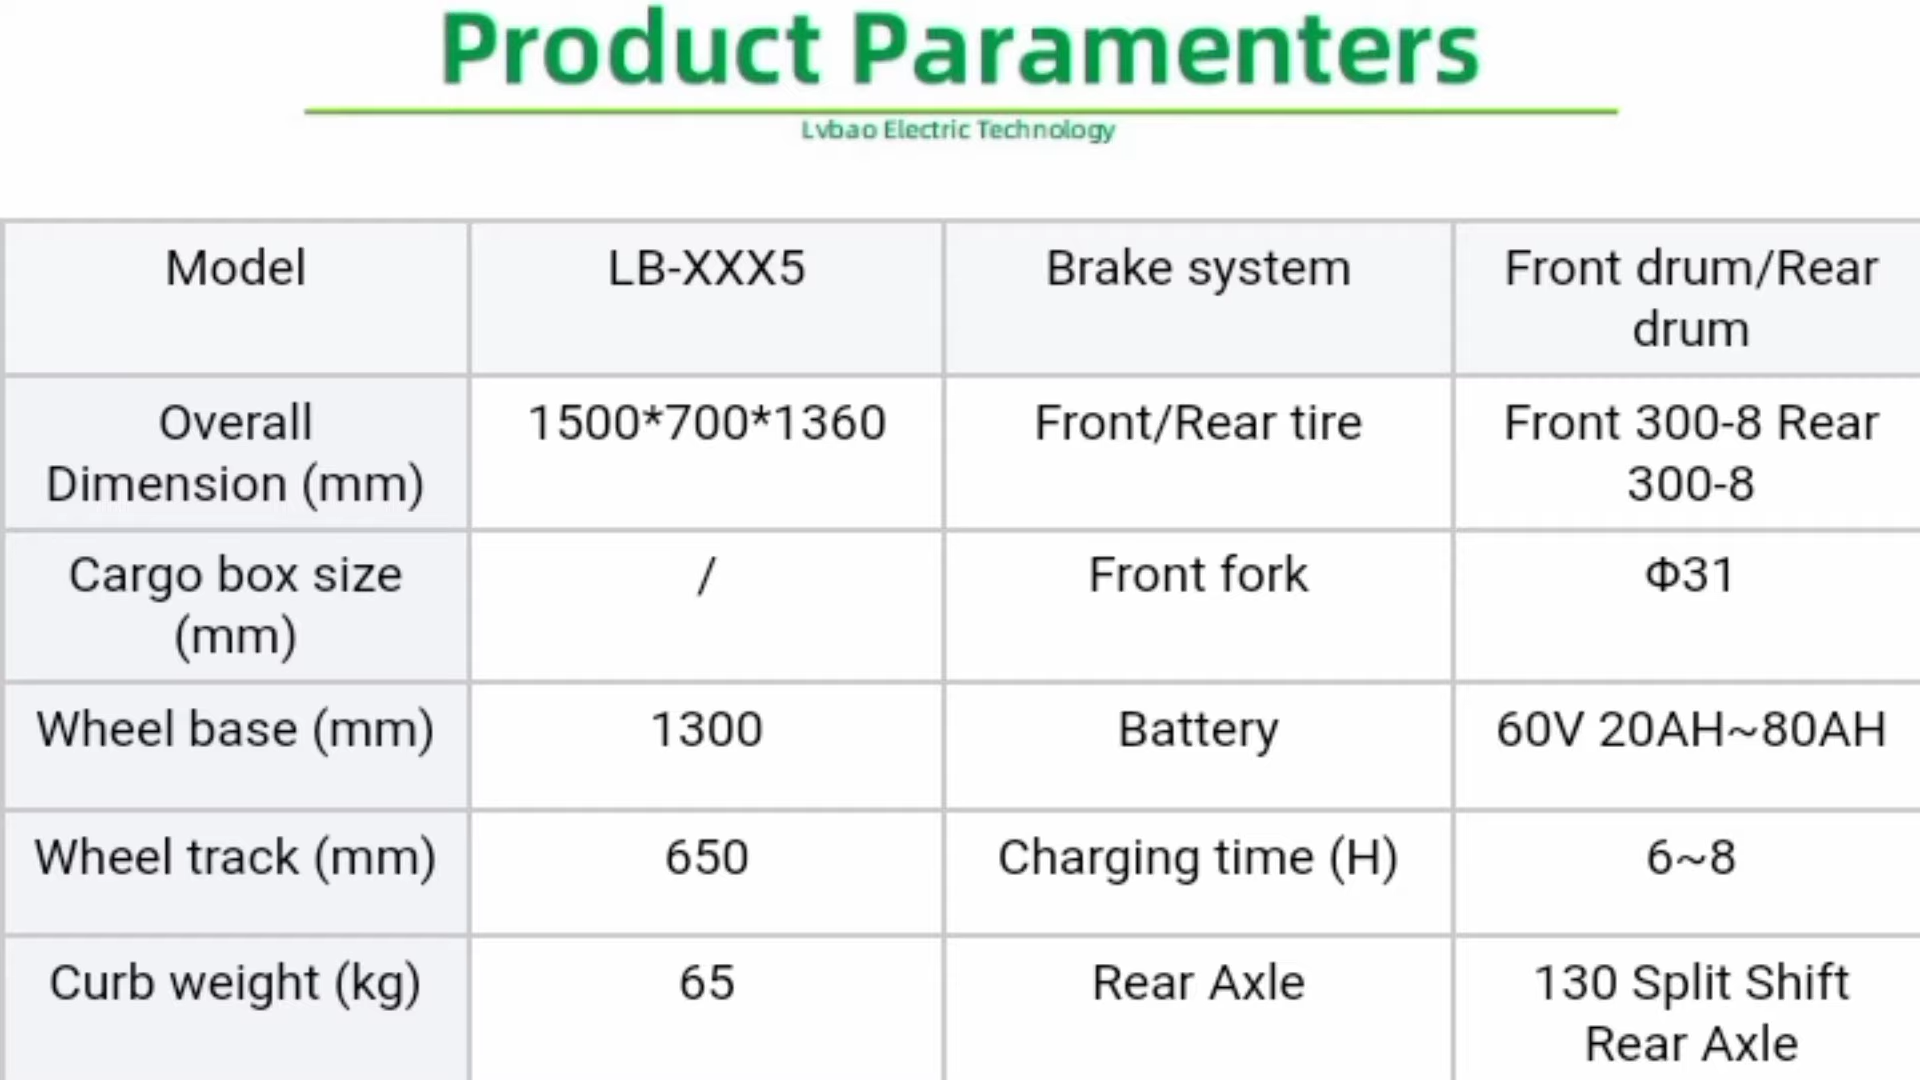 Product Paramenters
Lvbao Electric Technology
Model
LB-XXX5
Brake system
Front drum/Rear
drum
Overall
Dimension (mm)
1500*700*1360
Front/Rear tire
Front 300-8 Rear
300-8
Cargo box size
(mm)
/
Front fork
Φ31
Wheel base (mm)
1300
Battery
60V 20AH~80AH
Wheel track (mm)
650
Charging time (H)
6~8
Curb weight (kg)
65
Rear Axle
130 Split Shift
Rear Axle